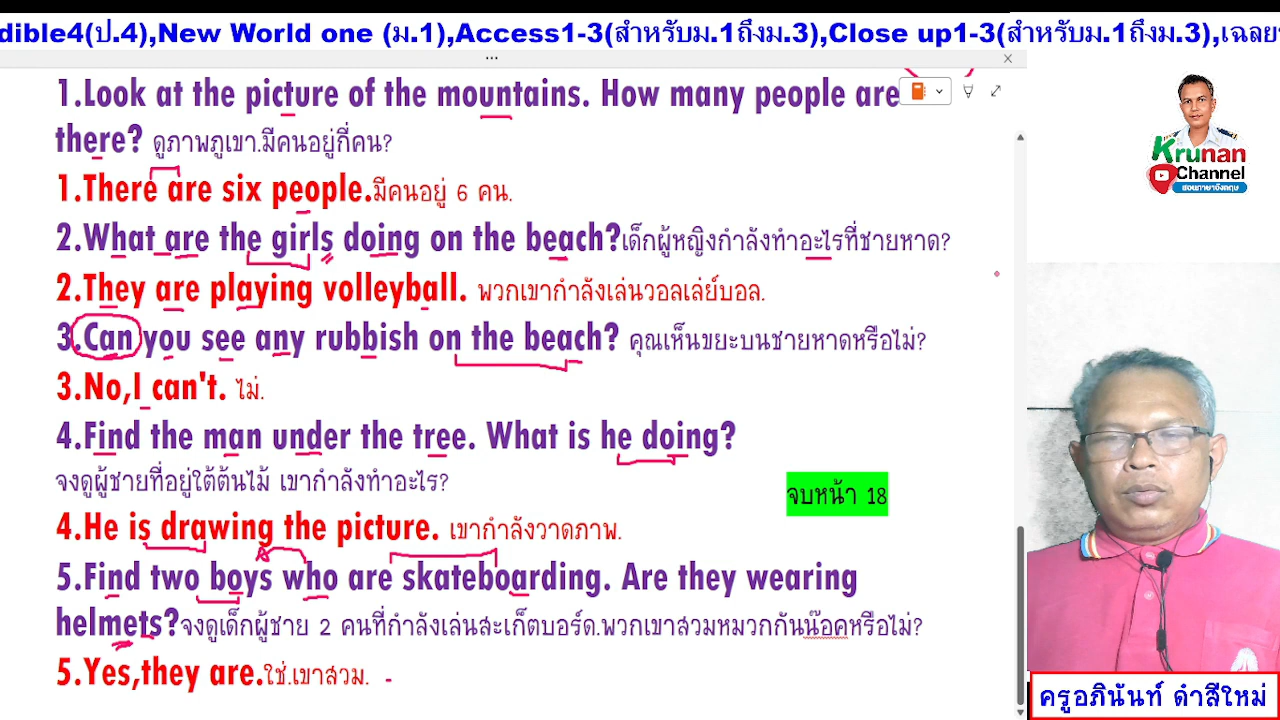 dible4(ป.4),New World one (ม.1),Access1-3(สำหรับม.1ถึงม.3),Close up1-3(สำหรับม.1ถึงม.3),เฉลย
1.Look at the picture of the mountains. How many people are
there? ดูภาพภูเขา.มีคนอยู่กี่คน?
1.There are six people.มีคนอยู่ 6 คน.
2.What are the girls doing on the beach?เด็กผู้หญิงกำลังทำอะไรที่ชายหาด?
2.They are playing volleyball. พวกเขากำลังเล่นวอลเล่ย์บอล.
3.Can you see any rubbish on the beach? คุณเห็นขยะบนชายหาดหรือไม่?
3.No,I can't. ไม่.
4.Find the man under the tree. What is he doing?
จงดูผู้ชายที่อยู่ใต้ต้นไม้ เขากำลังทำอะไร?
จบหน้า 18
4.He is drawing the picture. เขากำลังวาดภาพ.
5.Find two boys who are skateboarding. Are they wearing
helmets?จงดูเด็กผู้ชาย 2 คนที่กำลังเล่นสะเก็ตบอร์ด.พวกเขาสวมหมวกกันน๊อคหรือไม่?
5.Yes,they are.ใช่.เขาสวม. -
Krunan
Channel
สอนภาษาอังกฤษ
ครูอภินันท์ ดำสีใหม่